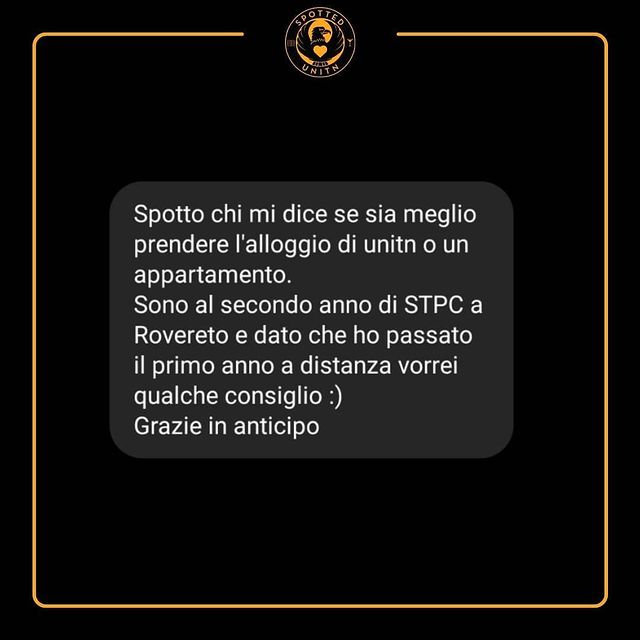 SPOTTED
UNITN
Spotto chi mi dice se sia meglio
prendere l'alloggio di unitn o un
appartamento.
Sono al secondo anno di STPC a
Rovereto e dato che ho passato
il primo anno a distanza vorrei
qualche consiglio :)
Grazie in anticipo